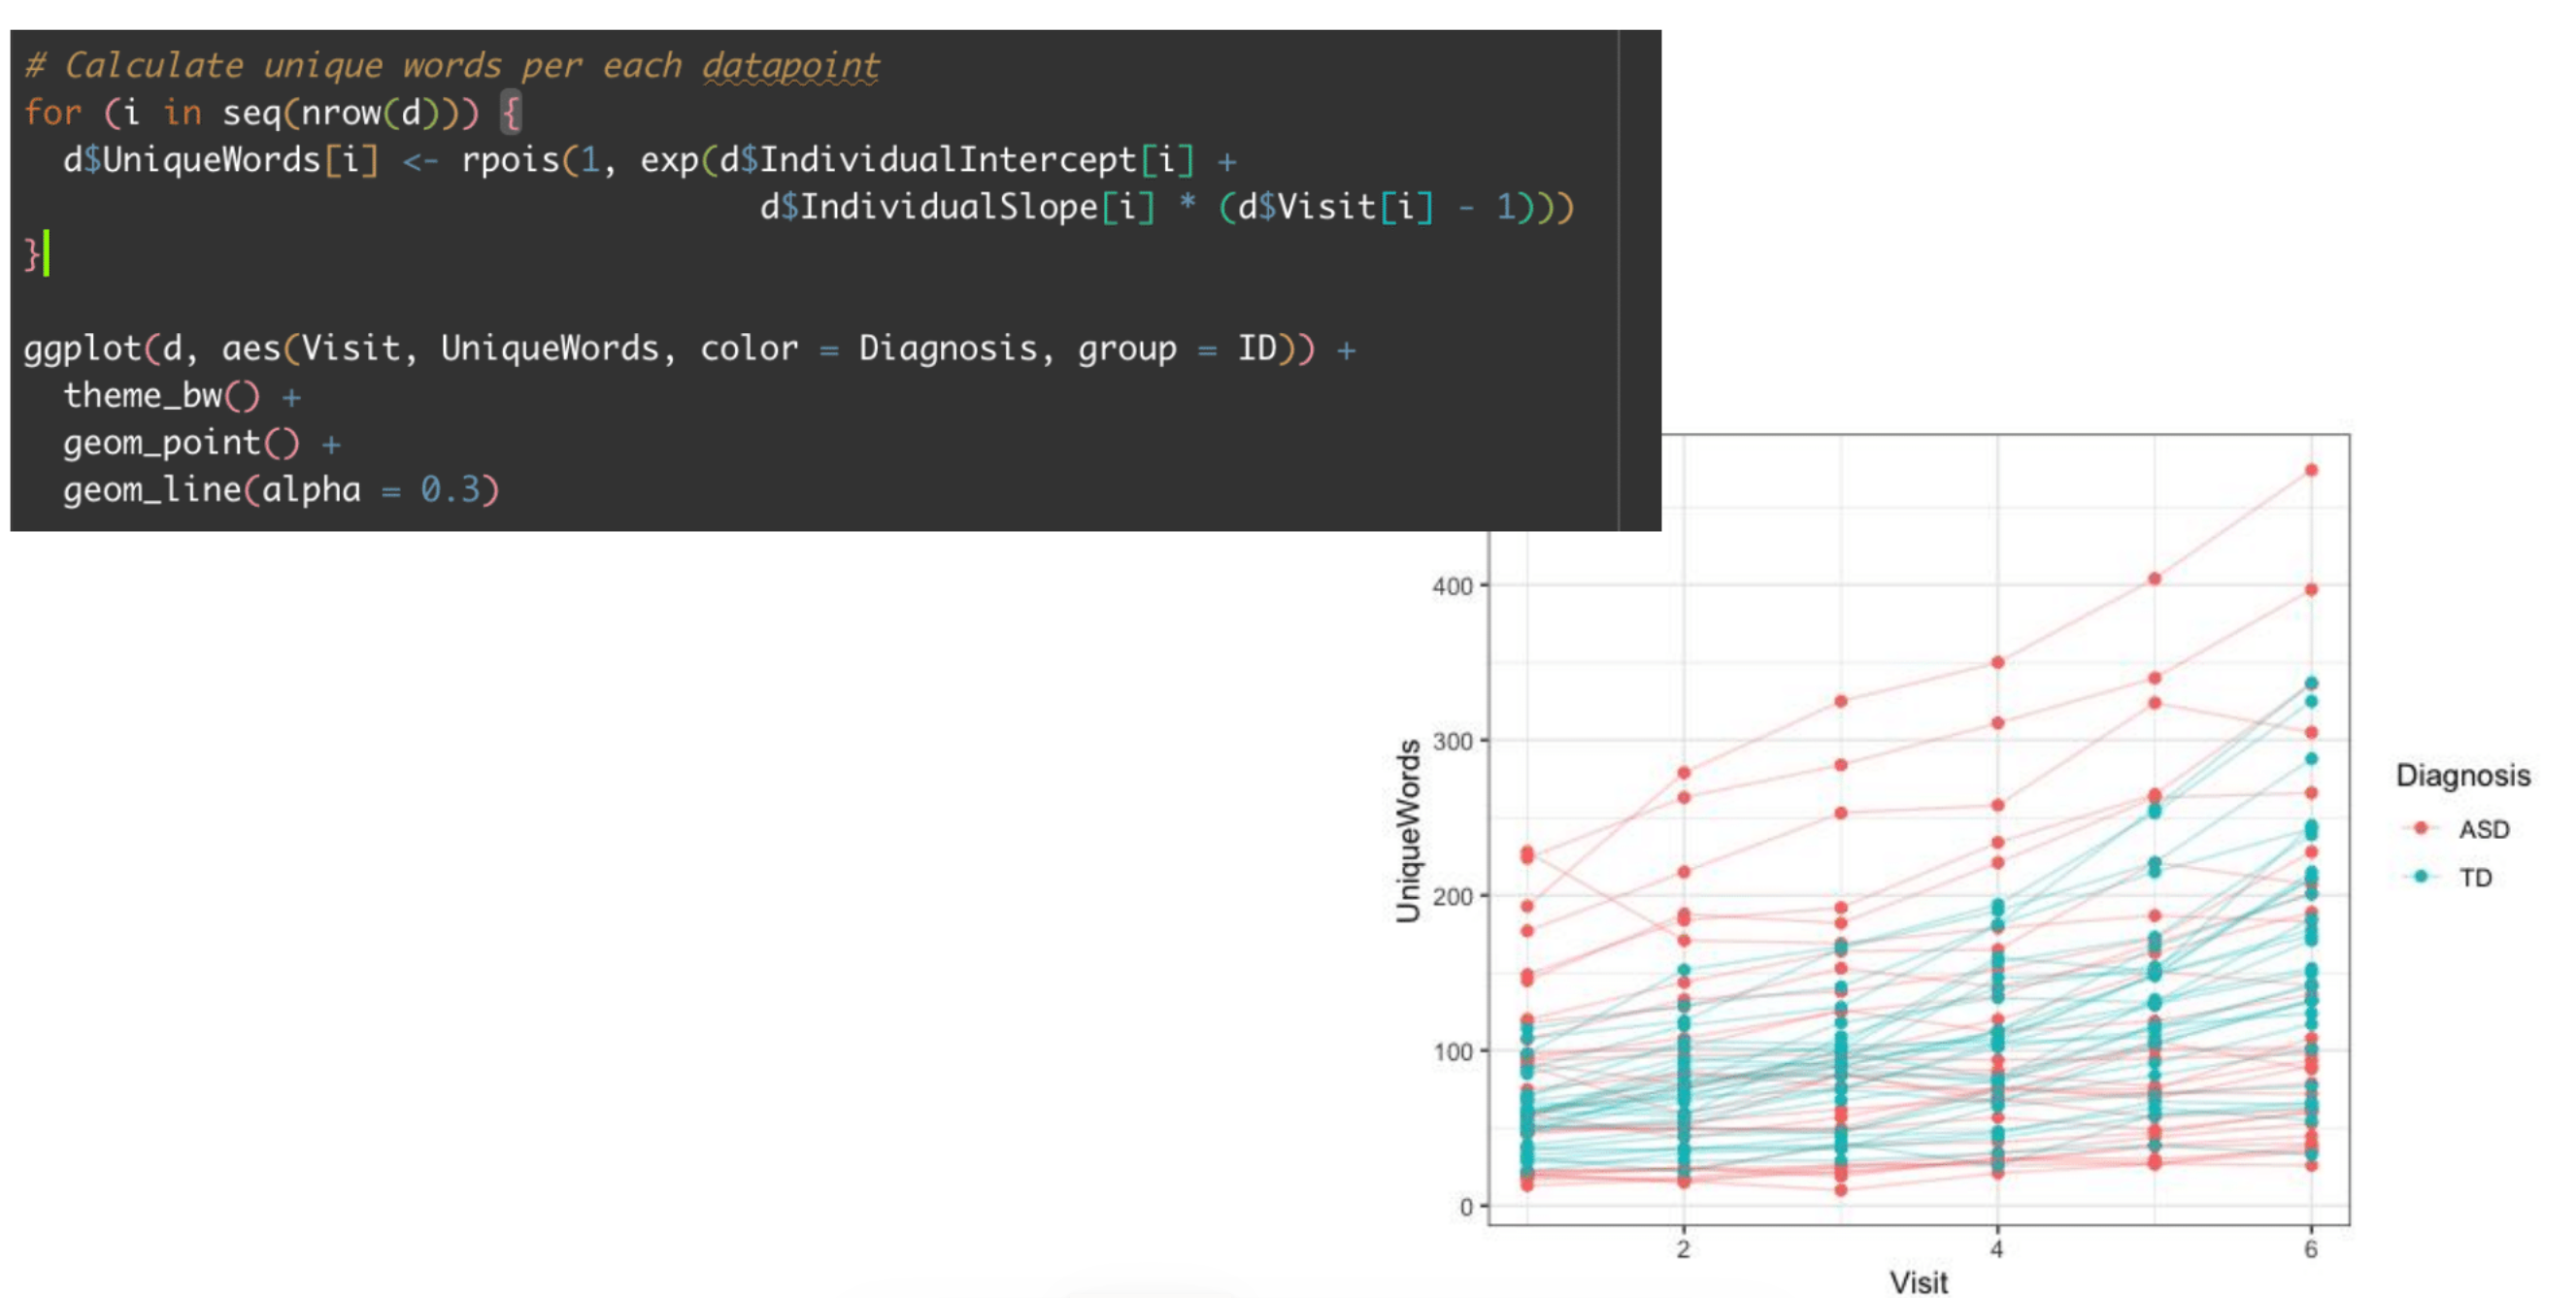 # Calculate unique words per each datapoint
for (i in seq(nrow(d))) {
  d$UniqueWords[i] <- rpois(1, exp(d$IndividualIntercept[i] +
                                     d$IndividualSlope[i] * (d$Visit[i] - 1)))
}
ggplot(d, aes(Visit, UniqueWords, color = Diagnosis, group = ID)) +
  theme_bw() +
  geom_point() +
  geom_line(alpha = 0.3)
400
300
200
100
0
UniqueWords
2 4 6
Visit
Diagnosis
ASD
TD